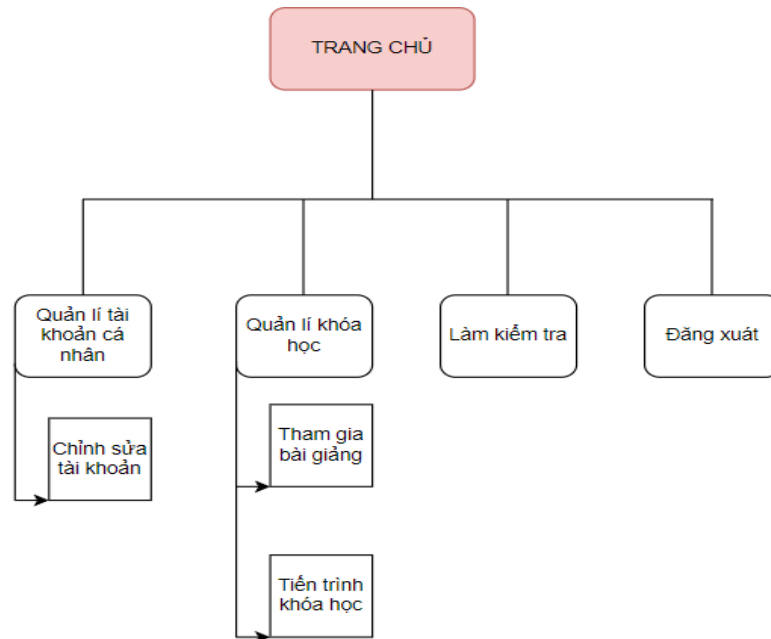 TRANG CHỦ
Quản lí tài
khoản cá
nhân
Quản lí khóa
học
Làm kiểm tra
Đăng xuát
Chỉnh sửa
tài khoản
Tham gia
bài giảng
Tiến trình
khóa học